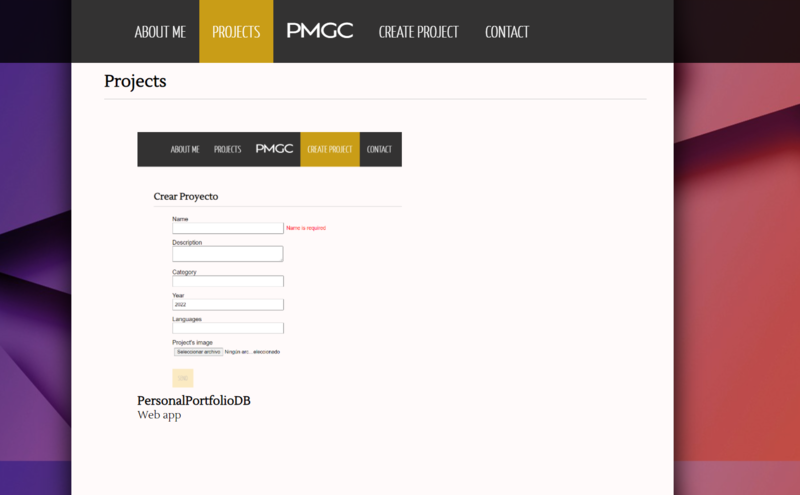 ABOUT ME PROJECTS PMGC CREATE PROJECT CONTACT
Projects
ABOUT ME PROJECTS PMGC CREATE PROJECT CONTACT
Crear Proyecto
Name
Name is required
Description
Category
Year
2022
Languages
Project's image
Seleccionar archivo Ningún arc... eleccionado
PersonalPortfolioDB
Web app